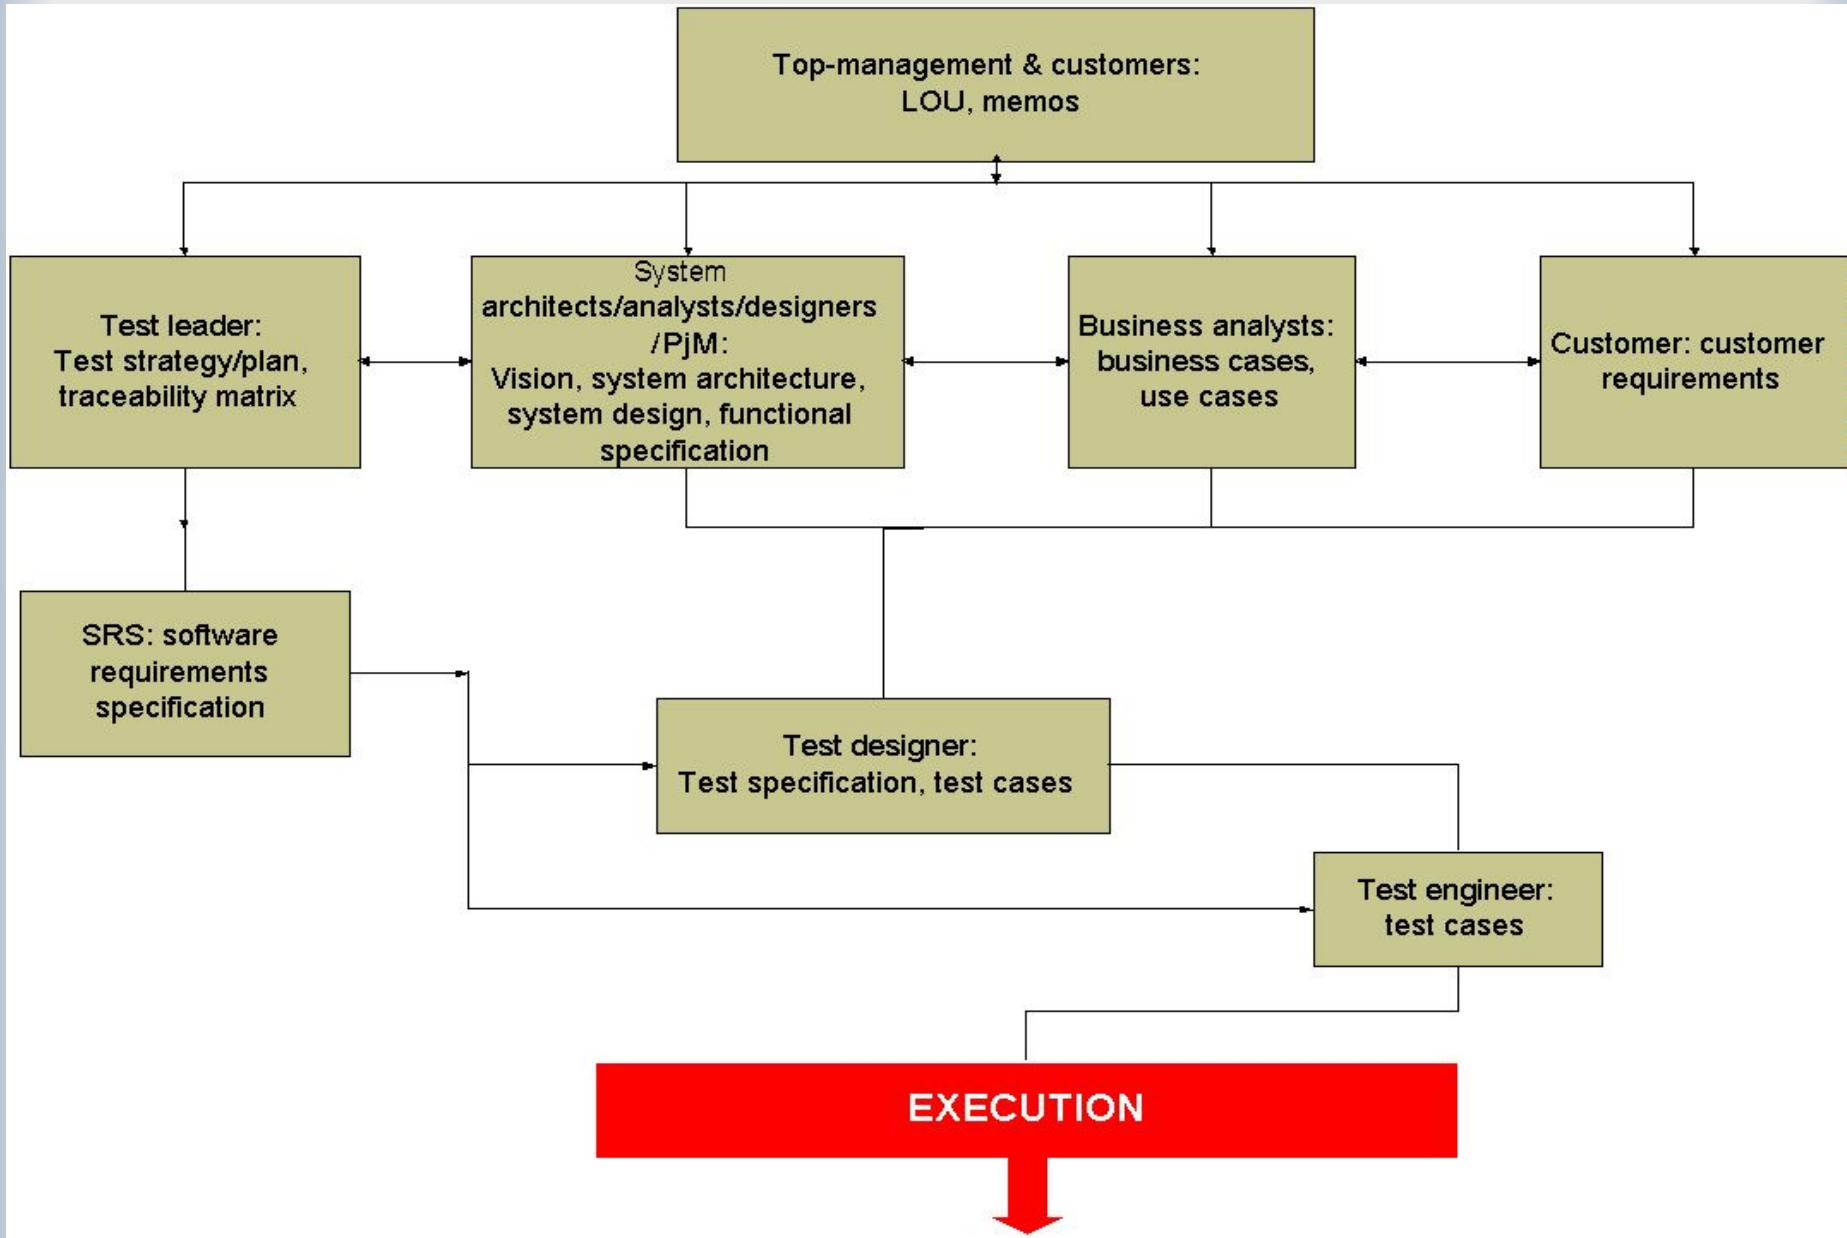 Top-management & customers:
LOU, memos
Test leader:
Test strategy/plan,
traceability matrix
System
architects/analysts/designers
/PjM:
Vision, system architecture,
system design, functional
specification
Business analysts:
business cases,
use cases
Customer: customer
requirements
SRS: software
requirements
specification
Test designer:
Test specification, test cases
Test engineer:
test cases
EXECUTION